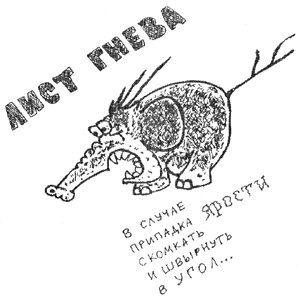 ЛИСТ ГНЕВА
В СЛУЧАЕ
ПРИПАДКА ЯРОСТИ
СКОМКАТЬ
И ШВЫРНУТЬ
В УГОЛ...